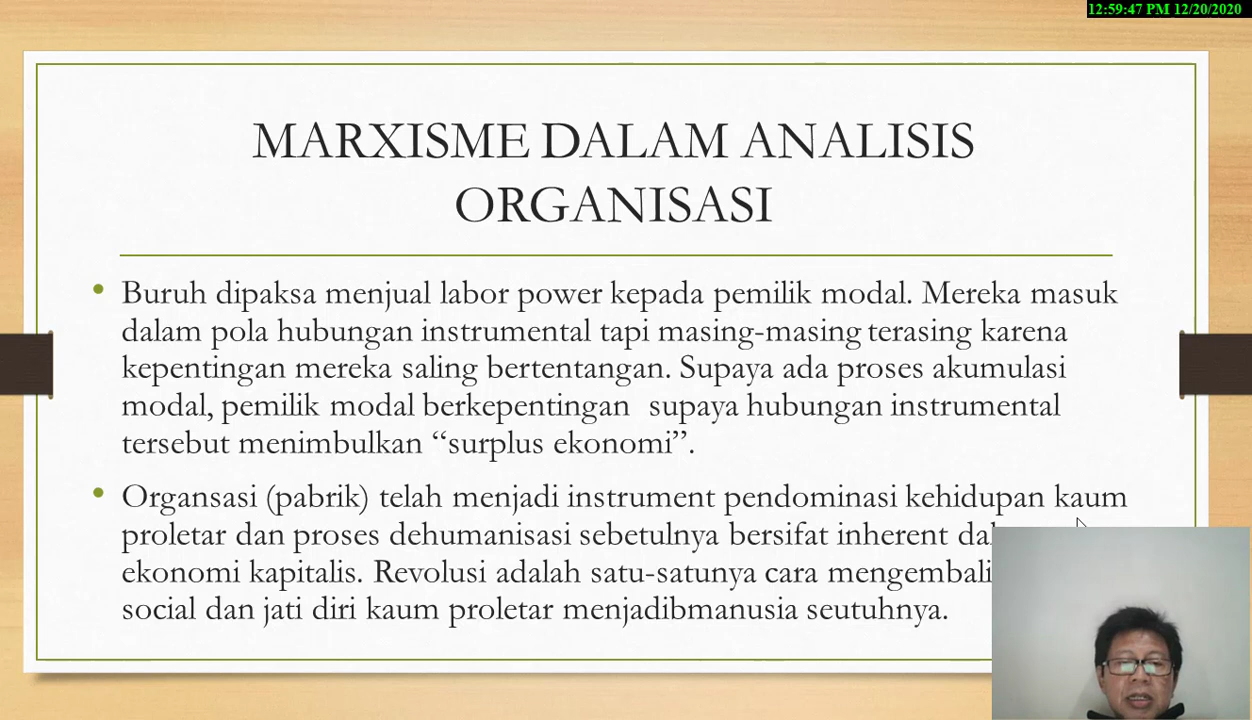 12:59:47 PM 12/20/2020
MARXISME DALAM ANALISIS
ORGANISASI
• Buruh dipaksa menjual labor power kepada pemilik modal. Mereka masuk
dalam pola hubungan instrumental tapi masing-masing terasing karena
kepentingan mereka saling bertentangan. Supaya ada proses akumulasi
modal, pemilik modal berkepentingan supaya hubungan instrumental
tersebut menimbulkan “surplus ekonomi”.
• Organsasi (pabrik) telah menjadi instrument pendominasi kehidupan kaum
proletar dan proses dehumanisasi sebetulnya bersifat inherent
ekonomi kapitalis. Revolusi adalah satu-satunya cara
social dan jati diri kaum proletar menjadibmanusia seutuhnya.